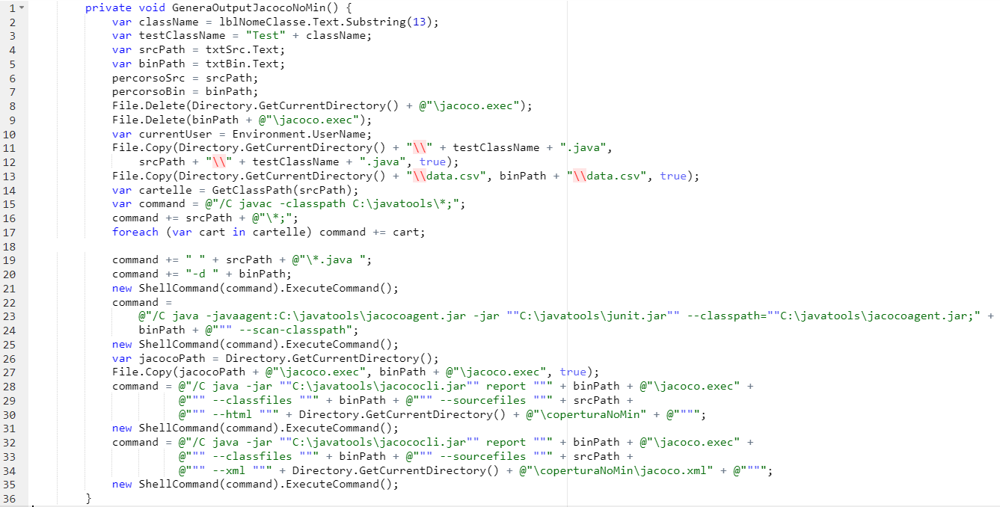 1 private void GeneraOutputJacocoNoMin() {
2 var className = lblNomeClasse.Text.Substring(13);
3 var testClassName = "Test" + className;
4 var srcPath = txtSrc.Text;
5 var binPath = txtBin.Text;
6 percorsoSrc = srcPath;
7 percorsoBin = binPath;
8 File.Delete(Directory.GetCurrentDirectory() + @"\jacoco.exec");
9 File.Delete(binPath + @"\jacoco.exec");
10 var currentUser = Environment.UserName;
11 File.Copy(Directory.GetCurrentDirectory() + "\\" + testClassName + ".java",
12 srcPath + "\\" + testClassName + ".java", true);
13 File.Copy(Directory.GetCurrentDirectory() + "\\data.csv", binPath + "\\data.csv", true);
14 var cartelle = GetClassPath(srcPath);
15 var command = @"/C javac -classpath C:\javatools\*;";
16 command += srcPath + @"\*;";
17 foreach (var cart in cartelle) command += cart;
18
19 command += " " + srcPath + @"\*.java ";
20 command += "-d " + binPath;
21 new ShellCommand(command).ExecuteCommand();
22 command =
23 @"/C java -javaagent:C:\javatools\jacocoagent.jar -jar ""C:\javatools\junit.jar"" --classpath=""C:\javatools\jacocoagent.jar;" +
24 binPath + @""" --scan-classpath";
25 new ShellCommand(command).ExecuteCommand();
26 var jacocoPath = Directory.GetCurrentDirectory();
27 File.Copy(jacocoPath + @"\jacoco.exec", binPath + @"\jacoco.exec", true);
28 command = @"/C java -jar ""C:\javatools\jacococli.jar"" report """ + binPath + @"\jacoco.exec" +
29 @""" --classfiles """ + binPath + @""" --sourcefiles """ + srcPath +
30 @""" --html """ + Directory.GetCurrentDirectory() + @"\coperturaNoMin" + @"""";
31 new ShellCommand(command).ExecuteCommand();
32 command = @"/C java -jar ""C:\javatools\jacococli.jar"" report """ + binPath + @"\jacoco.exec" +
33 @""" --classfiles """ + binPath + @""" --sourcefiles """ + srcPath +
34 @""" --xml """ + Directory.GetCurrentDirectory() + @"\coperturaNoMin\jacoco.xml" + @"""";
35 new ShellCommand(command).ExecuteCommand();
36 }